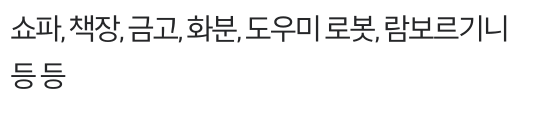 쇼파, 책장, 금고, 화분, 도우미 로봇, 람보르기니
등 등